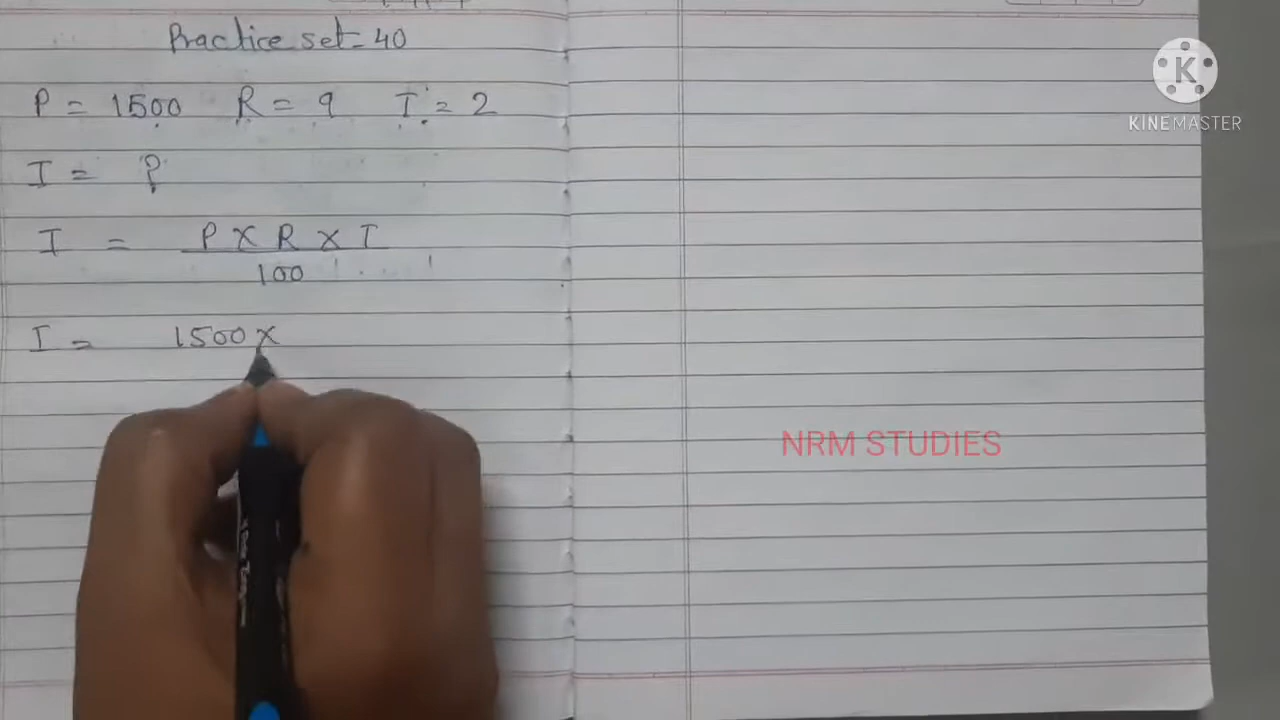 Practice set - 40
P = 1500 R = 9 T = 2
I = ?
I = P X R X T
100
I = 1500 x
KINEMASTER
NRM STUDIES